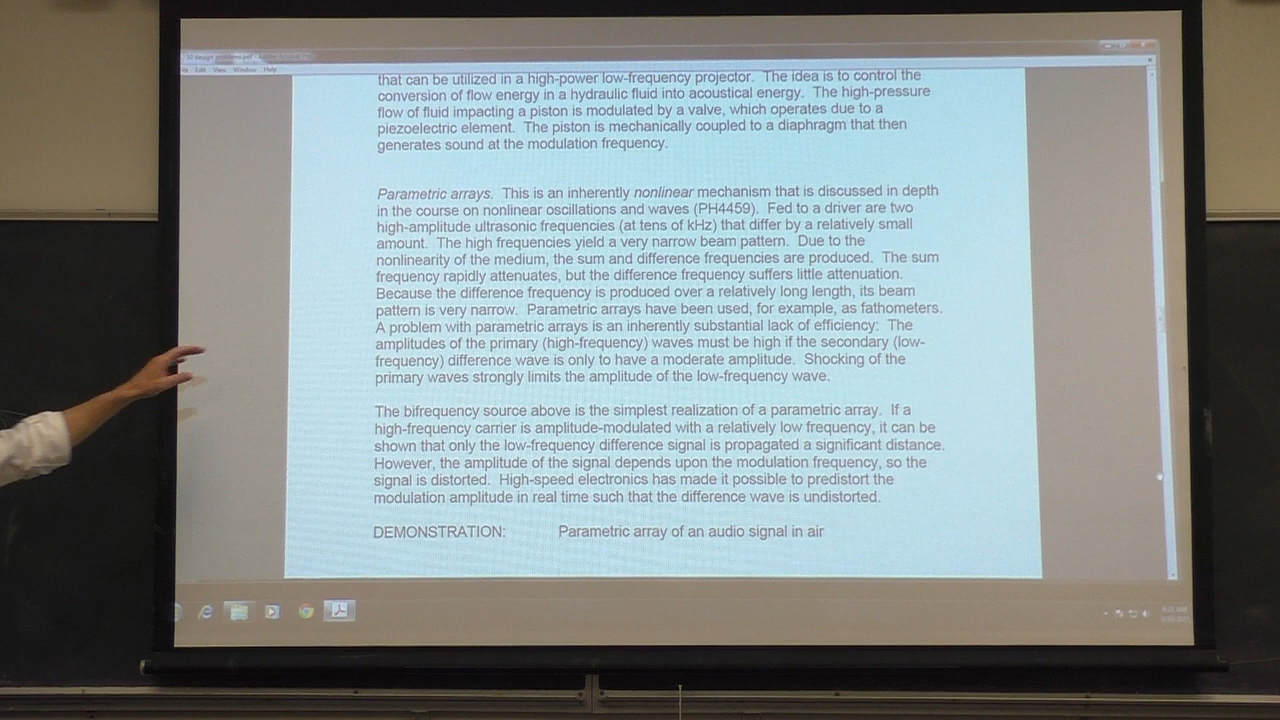 10 design problems.pdf - Adobe Acrobat Pro
Edit View Window Help
that can be utilized in a high-power low-frequency projector. The idea is to control the
conversion of flow energy in a hydraulic fluid into acoustical energy. The high-pressure
flow of fluid impacting a piston is modulated by a valve, which operates due to a
piezoelectric element. The piston is mechanically coupled to a diaphragm that then
generates sound at the modulation frequency.
Parametric arrays. This is an inherently nonlinear mechanism that is discussed in depth
in the course on nonlinear oscillations and waves (PH4459). Fed to a driver are two
high-amplitude ultrasonic frequencies (at tens of kHz) that differ by a relatively small
amount. The high frequencies yield a very narrow beam pattern. Due to the
nonlinearity of the medium, the sum and difference frequencies are produced. The sum
frequency rapidly attenuates, but the difference frequency suffers little attenuation.
Because the difference frequency is produced over a relatively long length, its beam
pattern is very narrow. Parametric arrays have been used, for example, as fathometers.
A problem with parametric arrays is an inherently substantial lack of efficiency: The
amplitudes of the primary (high-frequency) waves must be high if the secondary (low-
frequency) difference wave is only to have a moderate amplitude. Shocking of the
primary waves strongly limits the amplitude of the low-frequency wave.
The bifrequency source above is the simplest realization of a parametric array. If a
high-frequency carrier is amplitude-modulated with a relatively low frequency, it can be
shown that only the low-frequency difference signal is propagated a significant distance.
However, the amplitude of the signal depends upon the modulation frequency, so the
signal is distorted. High-speed electronics has made it possible to predistort the
modulation amplitude in real time such that the difference wave is undistorted.
DEMONSTRATION: Parametric array of an audio signal in air